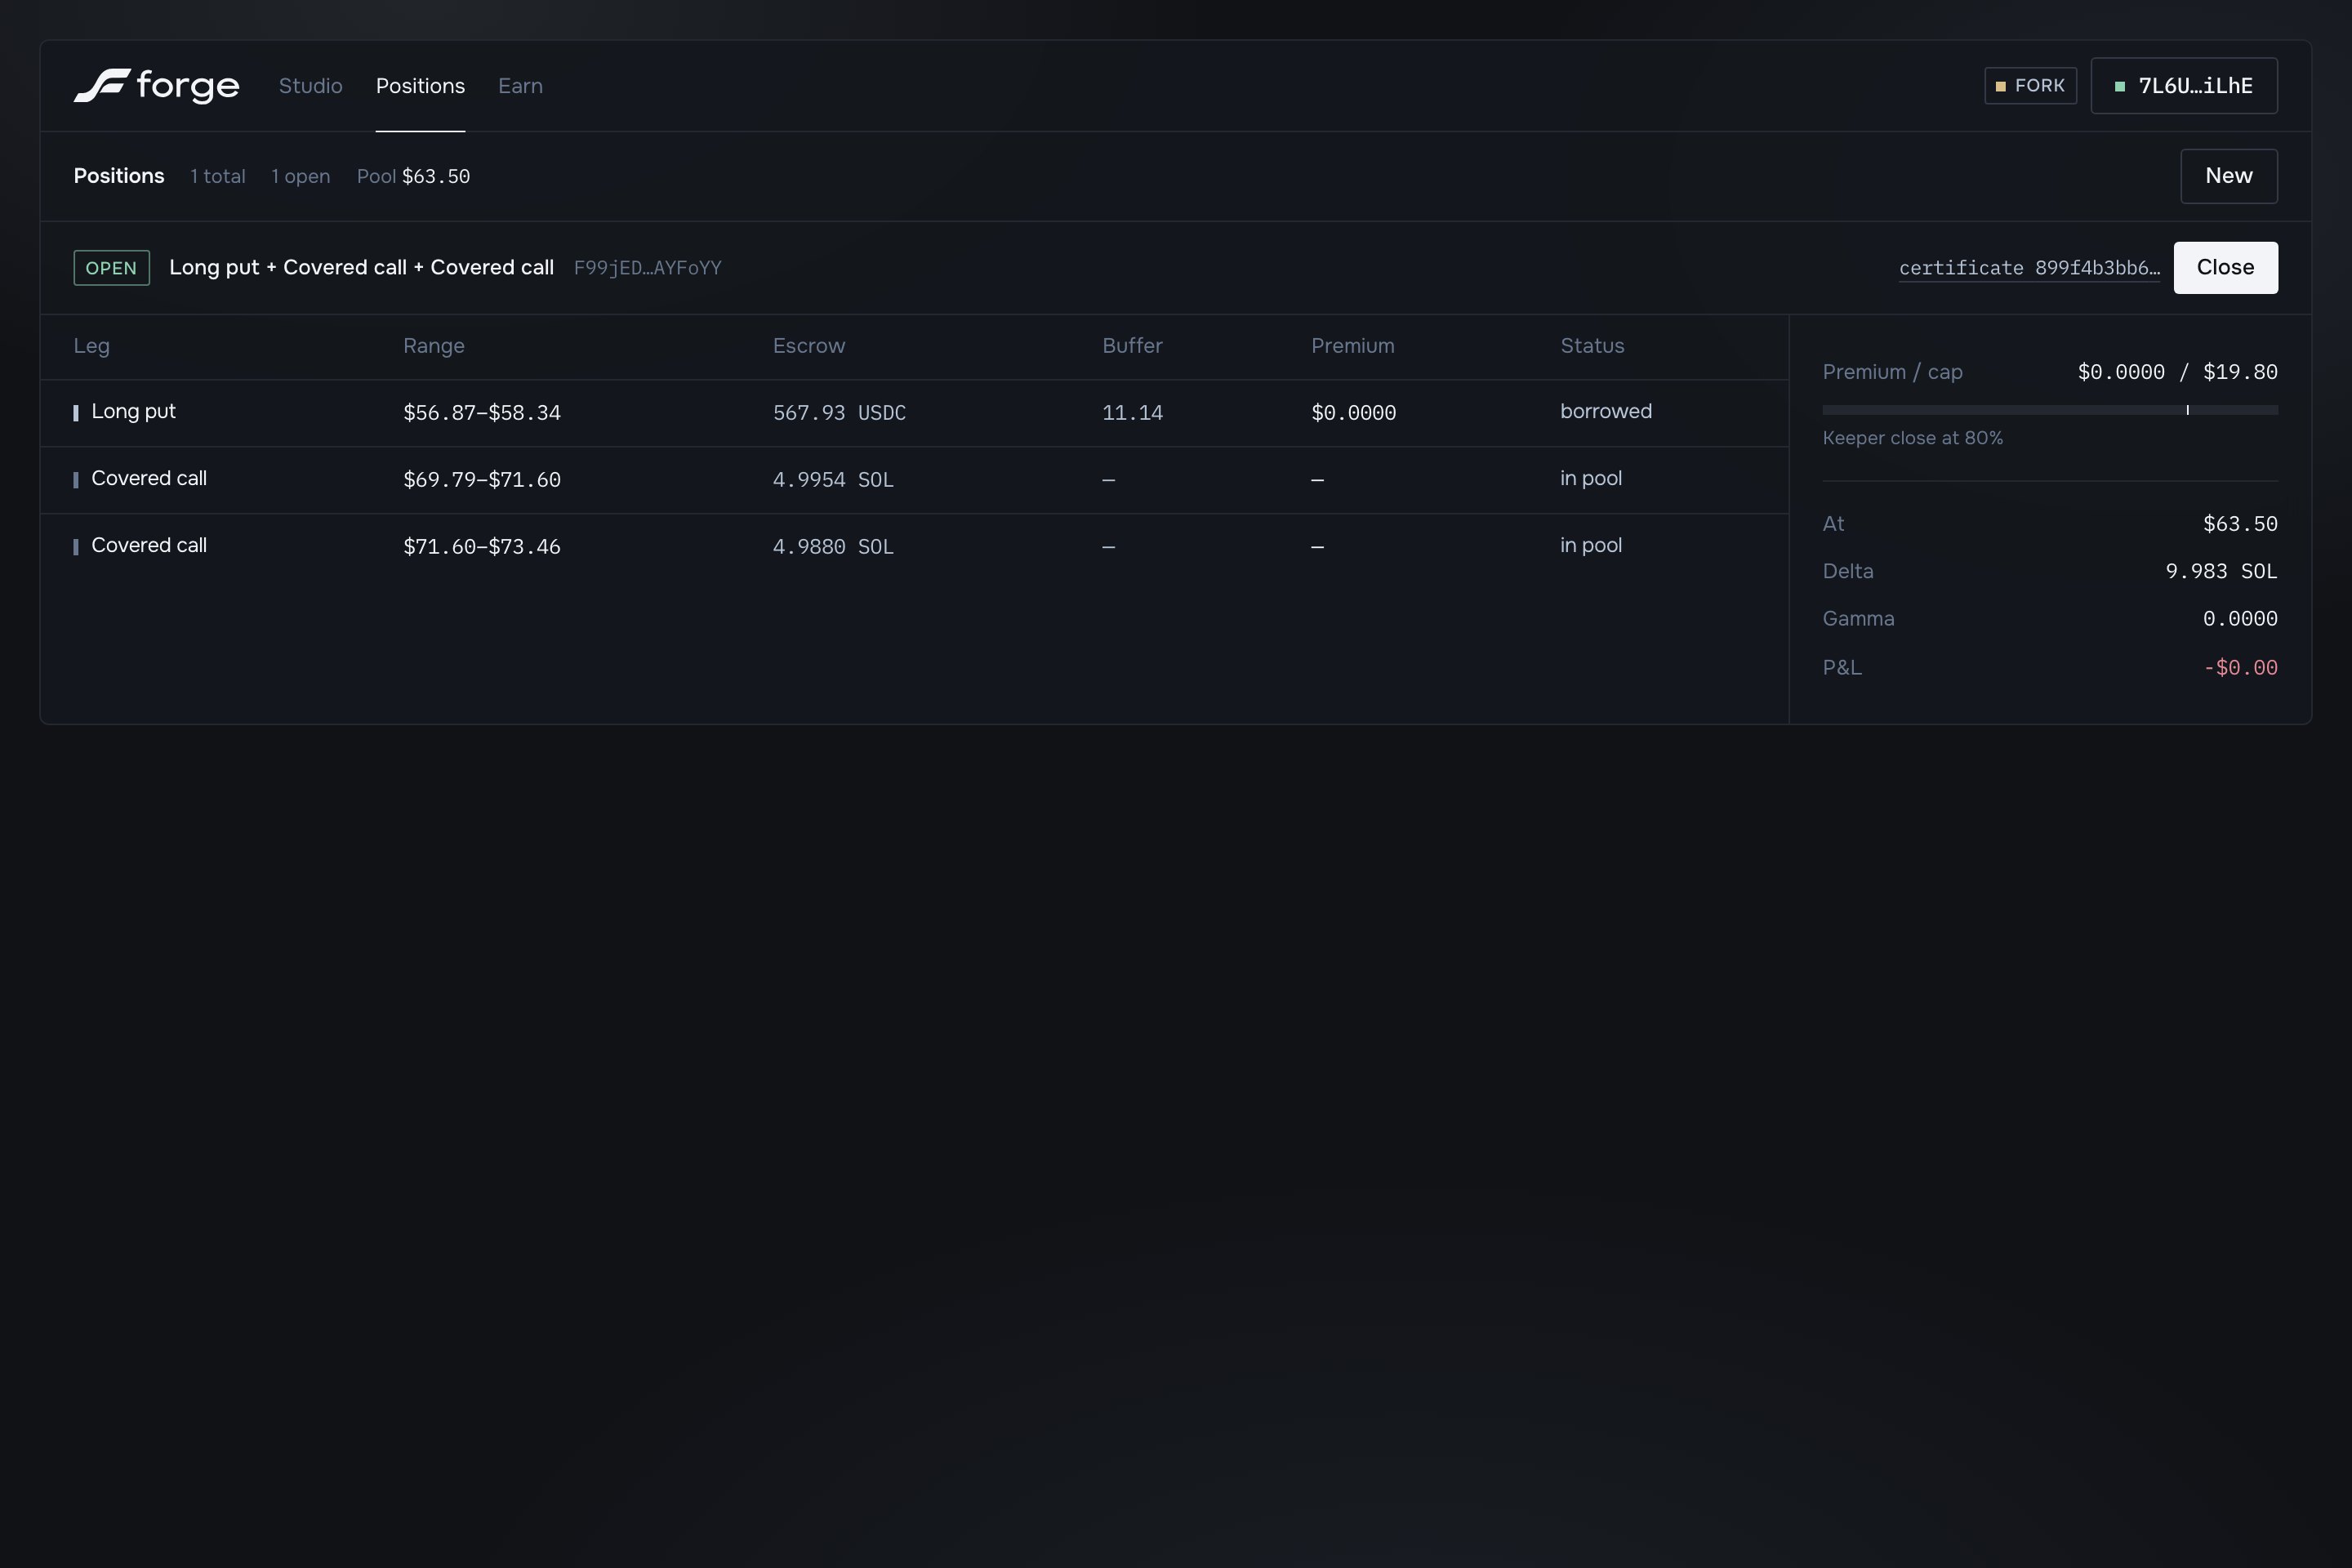 forge Studio Positions Earn FORK 7L6U…iLhE
Positions 1 total 1 open Pool $63.50 New
OPEN Long put + Covered call + Covered call F99jED…AYFoYY certificate 899f4b3bb6… Close
Leg Range Escrow Buffer Premium Status
Long put $56.87–$58.34 567.93 USDC 11.14 $0.0000 borrowed
Covered call $69.79–$71.60 4.9954 SOL — — in pool
Covered call $71.60–$73.46 4.9880 SOL — — in pool
Premium / cap $0.0000 / $19.80
Keeper close at 80%
At $63.50
Delta 9.983 SOL
Gamma 0.0000
P&L -$0.00